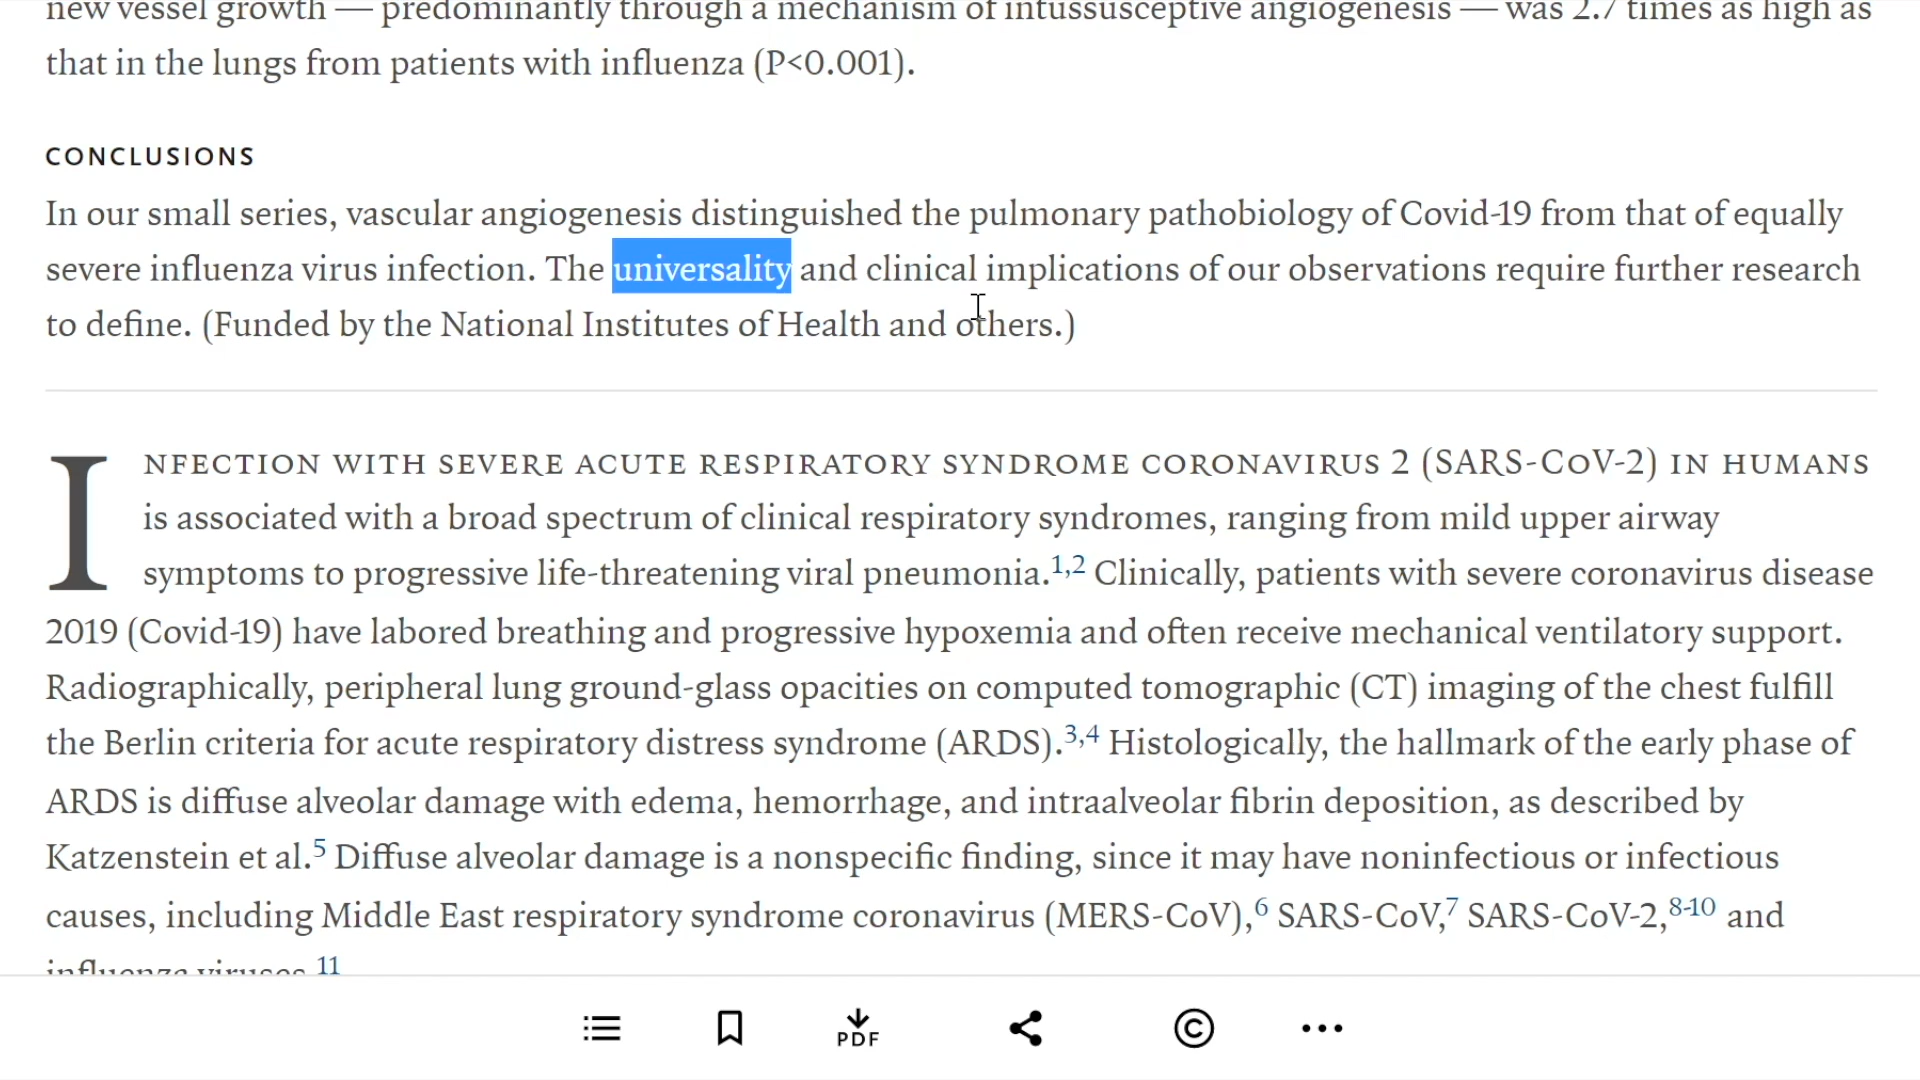 new vessel growth — predominantly through a mechanism of intussusceptive angiogenesis — was 2.7 times as high as
that in the lungs from patients with influenza (P<0.001).
CONCLUSIONS
In our small series, vascular angiogenesis distinguished the pulmonary pathobiology of Covid-19 from that of equally
severe influenza virus infection. The universality and clinical implications of our observations require further research
to define. (Funded by the National Institutes of Health and others.)
INFECTION WITH SEVERE ACUTE RESPIRATORY SYNDROME CORONAVIRUS 2 (SARS-CoV-2) IN HUMANS
is associated with a broad spectrum of clinical respiratory syndromes, ranging from mild upper airway
symptoms to progressive life-threatening viral pneumonia.1,2 Clinically, patients with severe coronavirus disease
2019 (Covid-19) have labored breathing and progressive hypoxemia and often receive mechanical ventilatory support.
Radiographically, peripheral lung ground-glass opacities on computed tomographic (CT) imaging of the chest fulfill
the Berlin criteria for acute respiratory distress syndrome (ARDS).3,4 Histologically, the hallmark of the early phase of
ARDS is diffuse alveolar damage with edema, hemorrhage, and intraalveolar fibrin deposition, as described by
Katzenstein et al.5 Diffuse alveolar damage is a nonspecific finding, since it may have noninfectious or infectious
causes, including Middle East respiratory syndrome coronavirus (MERS-CoV),6 SARS-CoV,7 SARS-CoV-2,8-10 and
influenza viruses.11
PDF